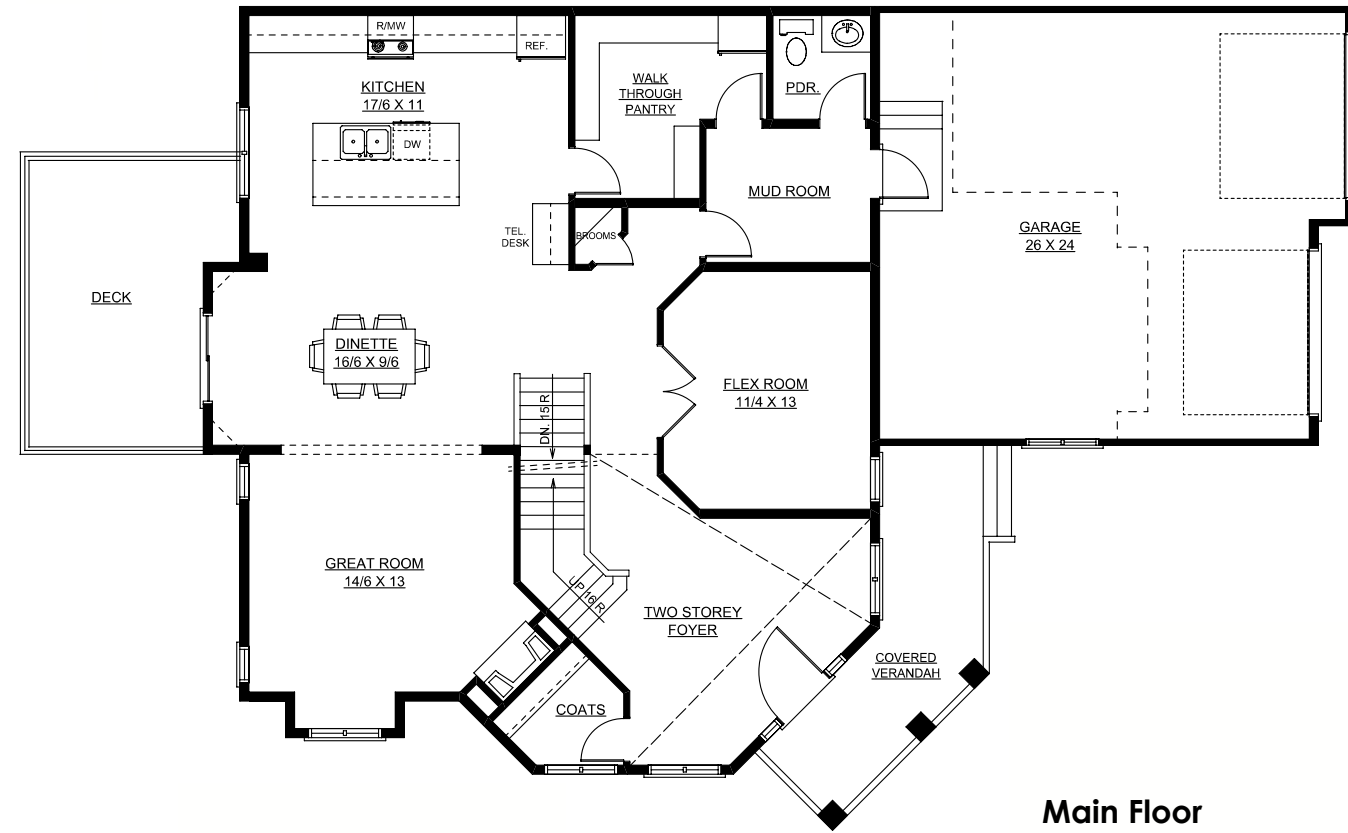 R/MW
REF.
KITCHEN
17/6 X 11
DW
WALK
THROUGH
PANTRY
PDR.
MUD ROOM
GARAGE
26 X 24
TEL.
DESK
BROOMS
DECK
DINETTE
16/6 X 9/6
FLEX ROOM
11/4 X 13
DN. 15 R
GREAT ROOM
14/6 X 13
UP 16 R
TWO STOREY
FOYER
COVERED
VERANDAH
COATS
Main Floor